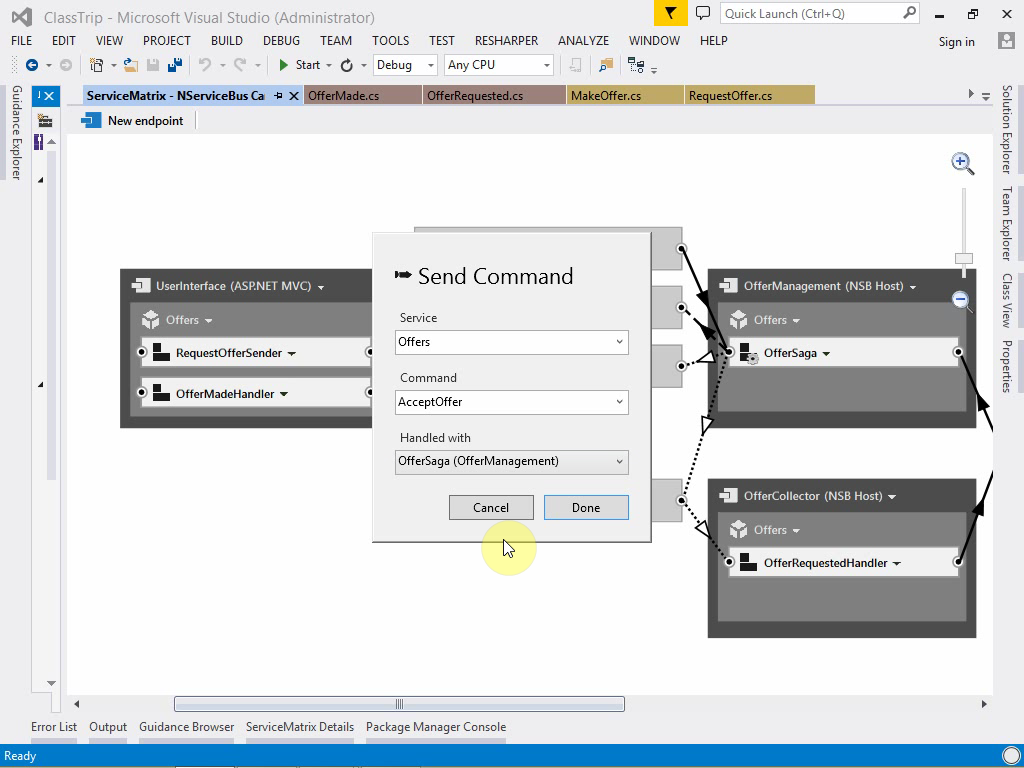 ClassTrip - Microsoft Visual Studio (Administrator)
Quick Launch (Ctrl+Q)
FILE EDIT VIEW PROJECT BUILD DEBUG TEAM TOOLS TEST RESHARPER ANALYZE WINDOW HELP
Sign in
Start Debug Any CPU
Guidance Explorer
ServiceMatrix - NServiceBus Ca OfferMade.cs OfferRequested.cs MakeOffer.cs RequestOffer.cs
New endpoint
Solution Explorer
Team Explorer
Class View
Properties
UserInterface (ASP.NET MVC)
Offers
RequestOfferSender
OfferMadeHandler
Send Command
Service
Offers
Command
AcceptOffer
Handled with
OfferSaga (OfferManagement)
Cancel Done
OfferManagement (NSB Host)
Offers
OfferSaga
OfferCollector (NSB Host)
Offers
OfferRequestedHandler
Error List Output Guidance Browser ServiceMatrix Details Package Manager Console
Ready